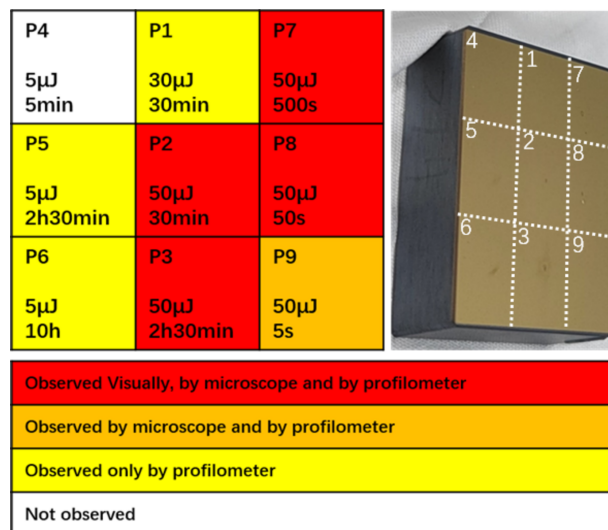 P4
5μJ
5min
P1
30μJ
30min
P7
50μJ
500s
P5
5μJ
2h30min
P2
50μJ
30min
P8
50μJ
50s
P6
5μJ
10h
P3
50μJ
2h30min
P9
50μJ
5s
4
1
7
5
2
8
6
3
9
Observed Visually, by microscope and by profilometer
Observed by microscope and by profilometer
Observed only by profilometer
Not observed